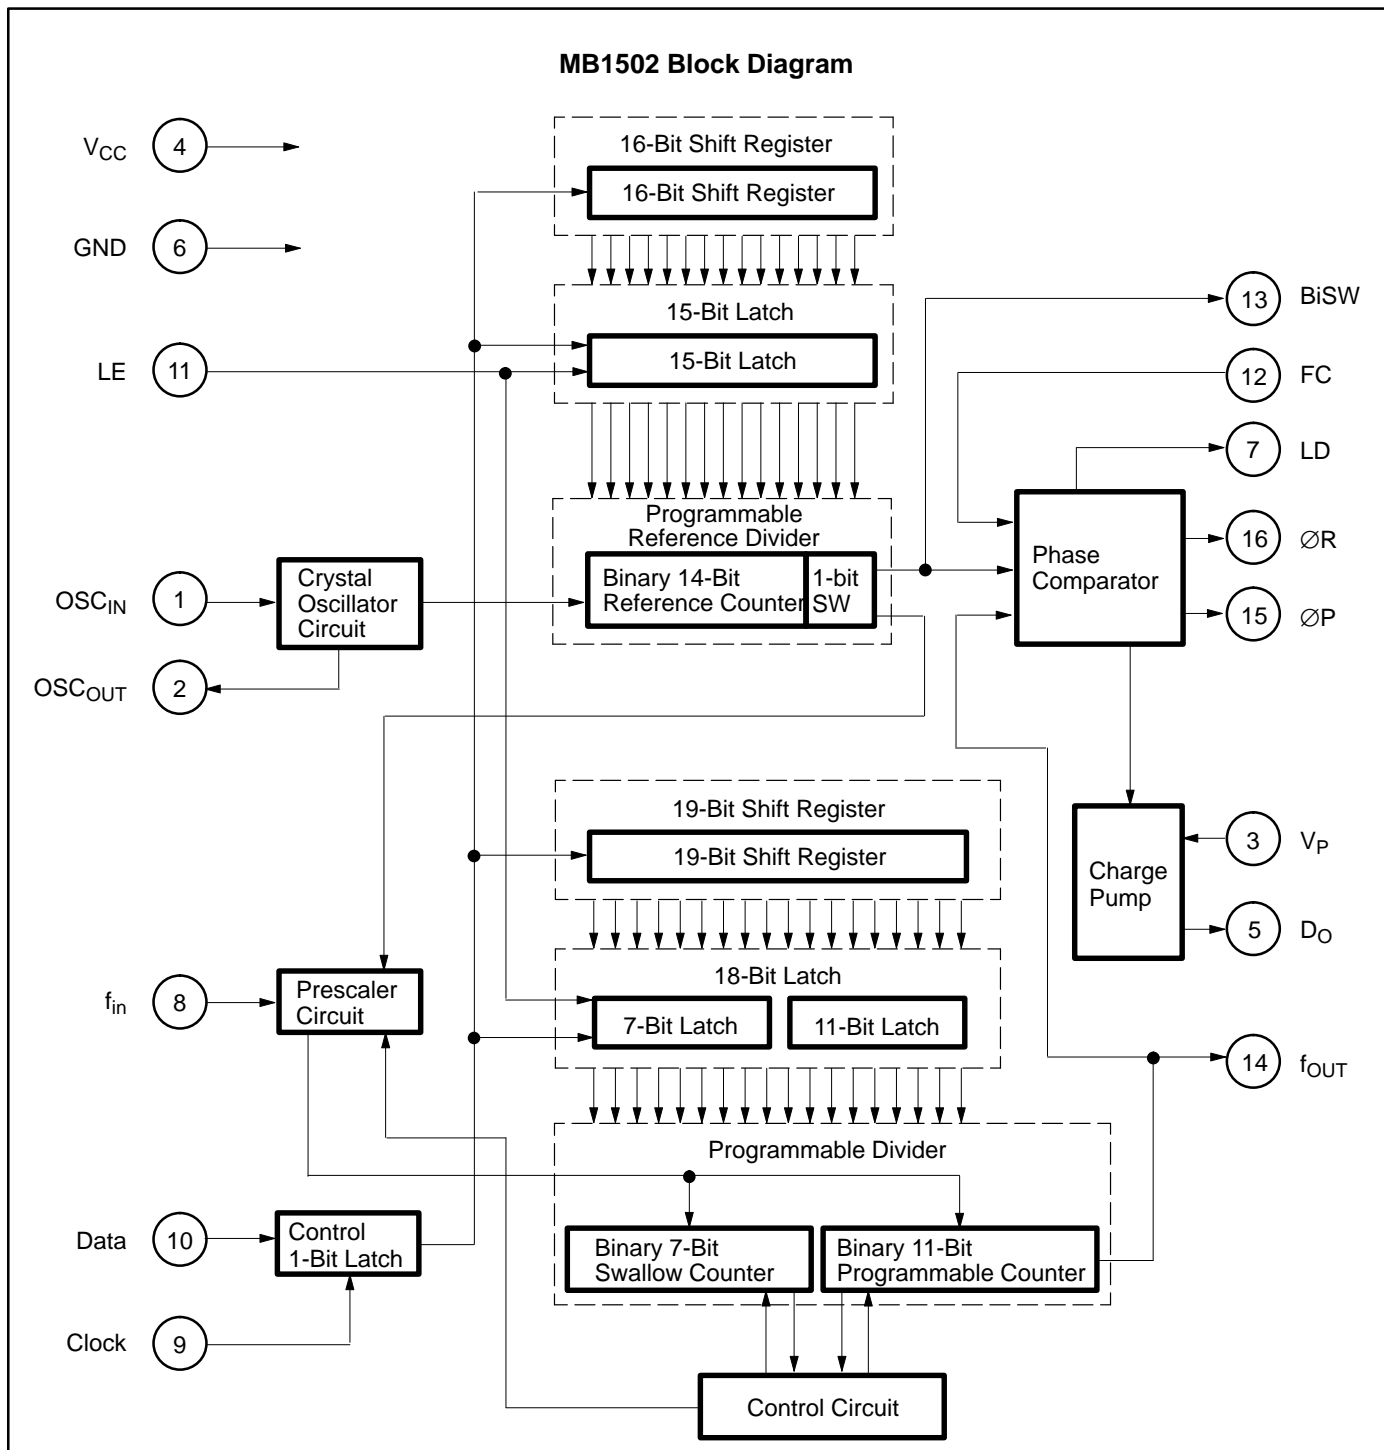 MB1502 Block Diagram
V_CC 4
GND 6
LE 11
OSC_IN 1
OSC_OUT 2
f_in 8
Data 10
Clock 9
16-Bit Shift Register
16-Bit Shift Register
15-Bit Latch
15-Bit Latch
Programmable
Reference Divider
Binary 14-Bit
Reference Counter
1-bit
SW
Crystal
Oscillator
Circuit
19-Bit Shift Register
19-Bit Shift Register
18-Bit Latch
7-Bit Latch
11-Bit Latch
Prescaler
Circuit
Programmable Divider
Binary 7-Bit
Swallow Counter
Binary 11-Bit
Programmable Counter
Control
1-Bit Latch
Control Circuit
Phase
Comparator
Charge
Pump
13 BiSW
12 FC
7 LD
16 ∅R
15 ∅P
3 V_P
5 D_O
14 f_OUT